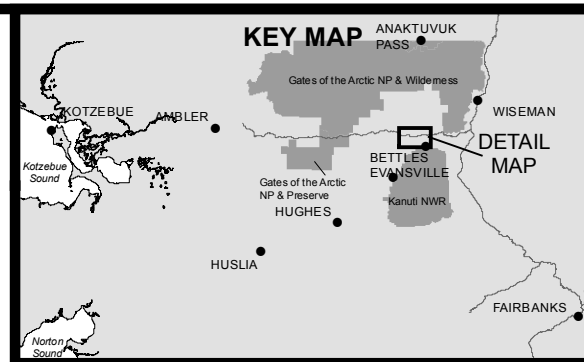 KEY MAP
ANAKTUVUK
PASS
Gates of the Arctic NP & Wilderness
KOTZEBUE
AMBLER
WISEMAN
Kotzebue
Sound
DETAIL
MAP
BETTLES
EVANSVILLE
Gates of the Arctic
NP & Preserve
Kanuti NWR
HUGHES
HUSLIA
FAIRBANKS
Norton
Sound